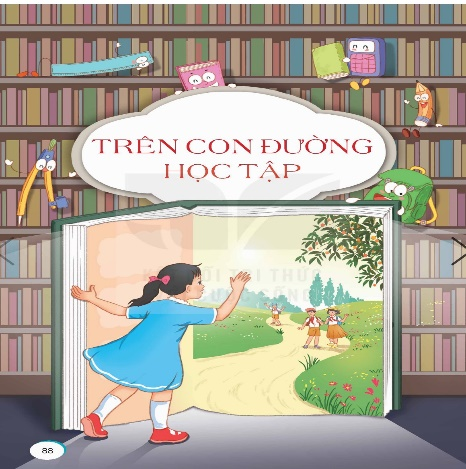 TRÊN CON ĐƯỜNG
HỌC TẬP
88